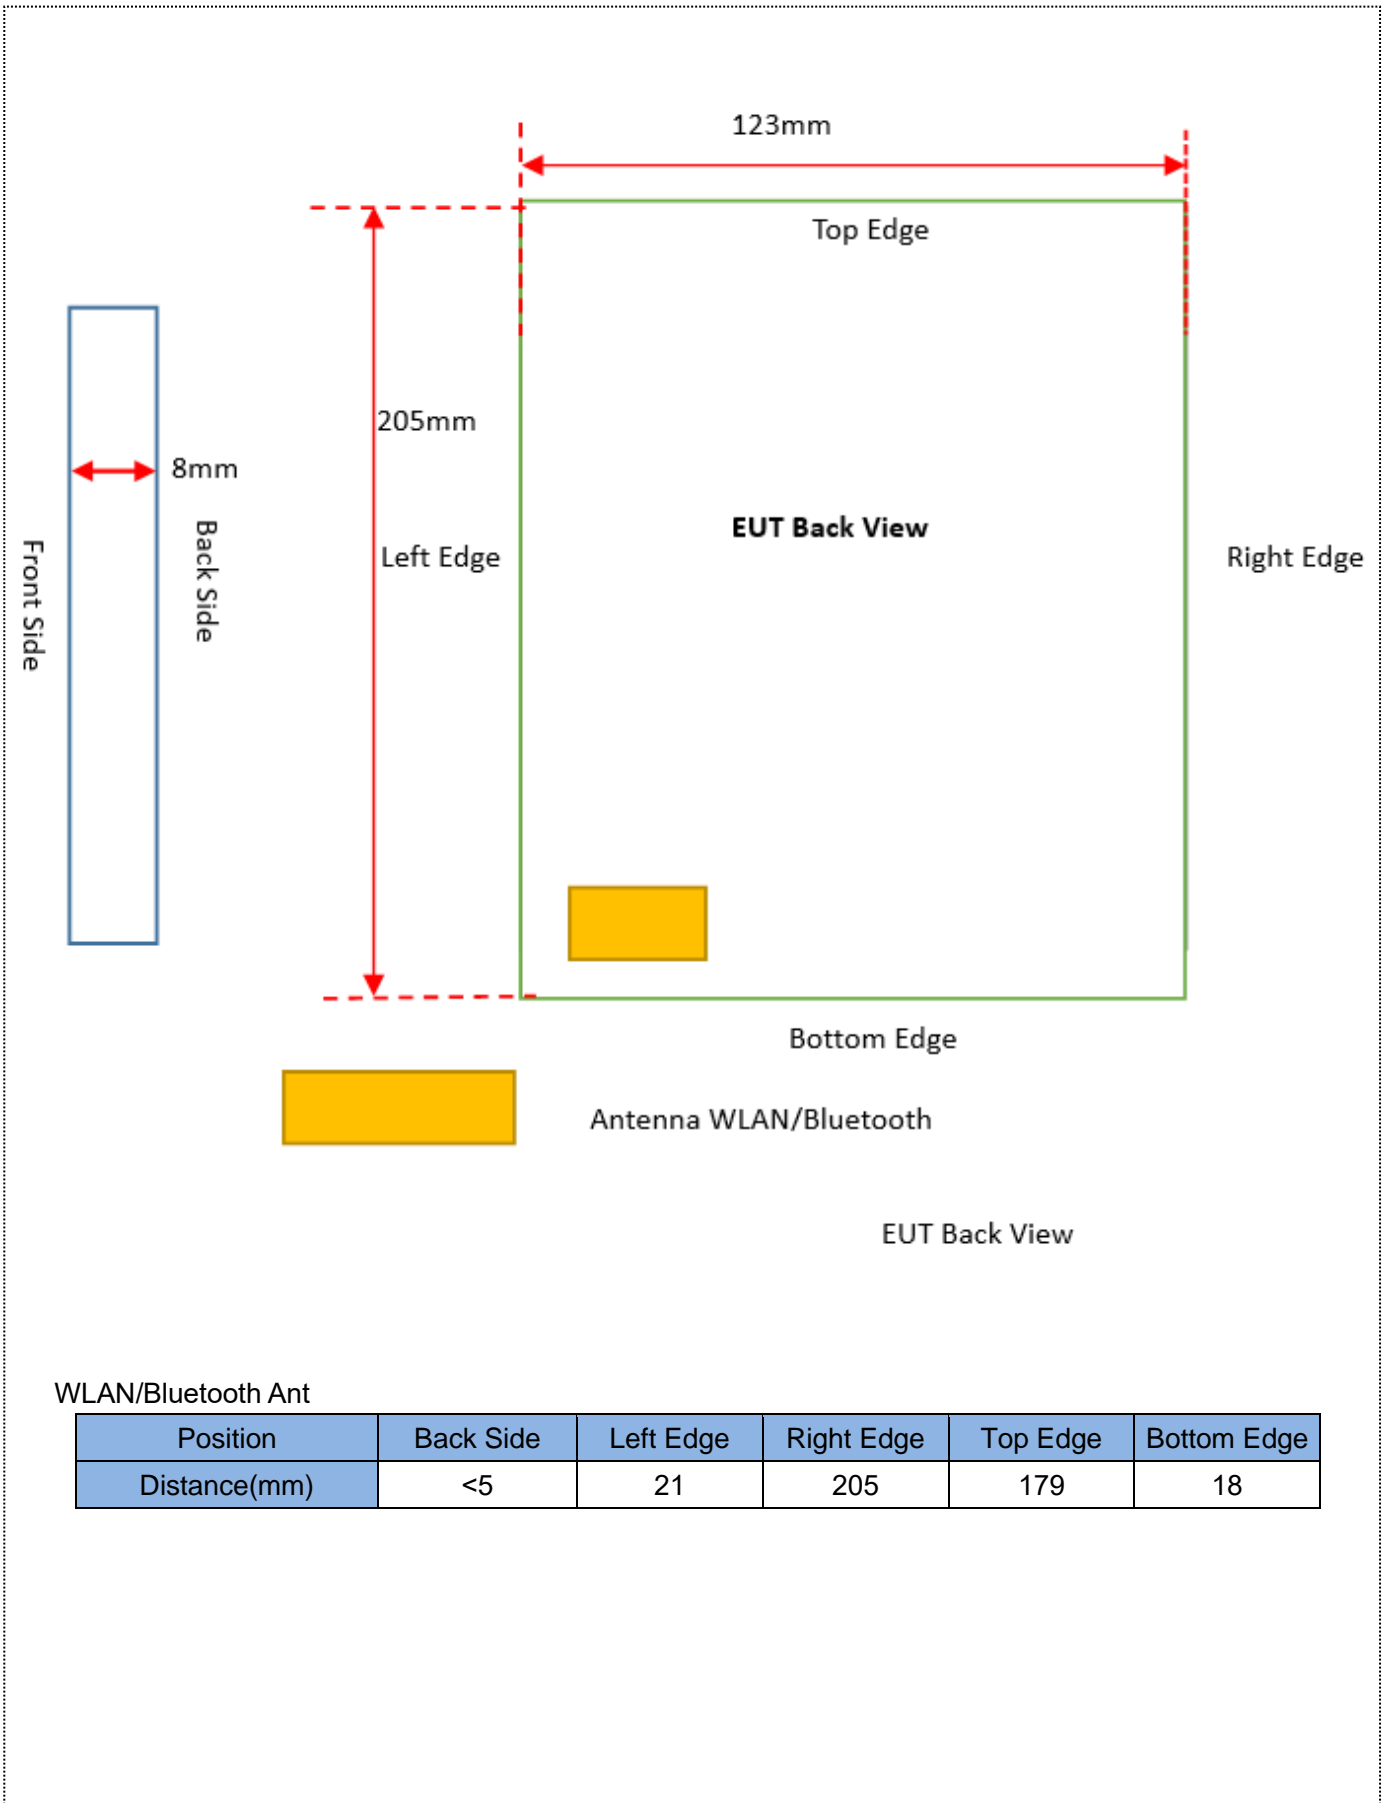 123mm
Top Edge
205mm
8mm
Back Side
EUT Back View
Front Side
Left Edge
Right Edge
Bottom Edge
Antenna WLAN/Bluetooth
EUT Back View
WLAN/Bluetooth Ant
Position Back Side Left Edge Right Edge Top Edge Bottom Edge
Distance(mm) <5 21 205 179 18